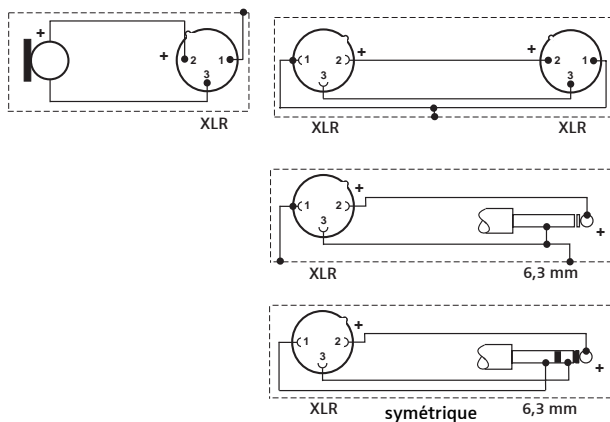 +
+ 2 1
3
XLR
1 2 + + 2 1
3 3
XLR XLR
1 2 +
3 +
XLR 6,3 mm
1 2 +
3 +
XLR symétrique 6,3 mm